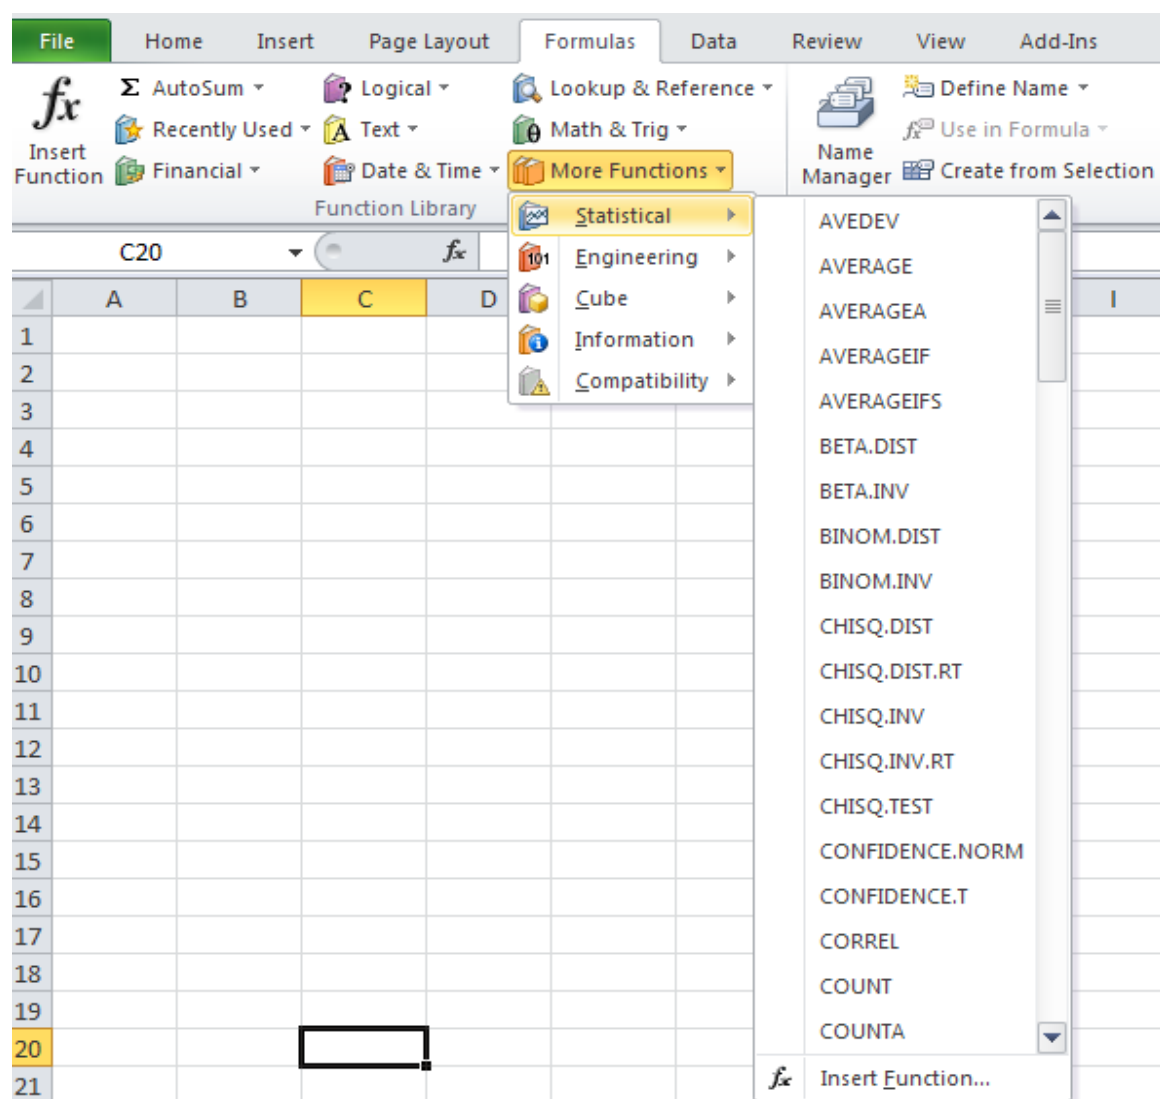 File Home Insert Page Layout Formulas Data Review View Add-Ins
fx Insert Function
Σ AutoSum
Recently Used
Financial
Logical
Text
Date & Time
Lookup & Reference
Math & Trig
More Functions
Function Library
Name Manager
Define Name
Use in Formula
Create from Selection
C20 fx
Statistical
Engineering
Cube
Information
Compatibility
AVEDEV
AVERAGE
AVERAGEA
AVERAGEIF
AVERAGEIFS
BETA.DIST
BETA.INV
BINOM.DIST
BINOM.INV
CHISQ.DIST
CHISQ.DIST.RT
CHISQ.INV
CHISQ.INV.RT
CHISQ.TEST
CONFIDENCE.NORM
CONFIDENCE.T
CORREL
COUNT
COUNTA
fx Insert Function...
A B C D I
1
2
3
4
5
6
7
8
9
10
11
12
13
14
15
16
17
18
19
20
21